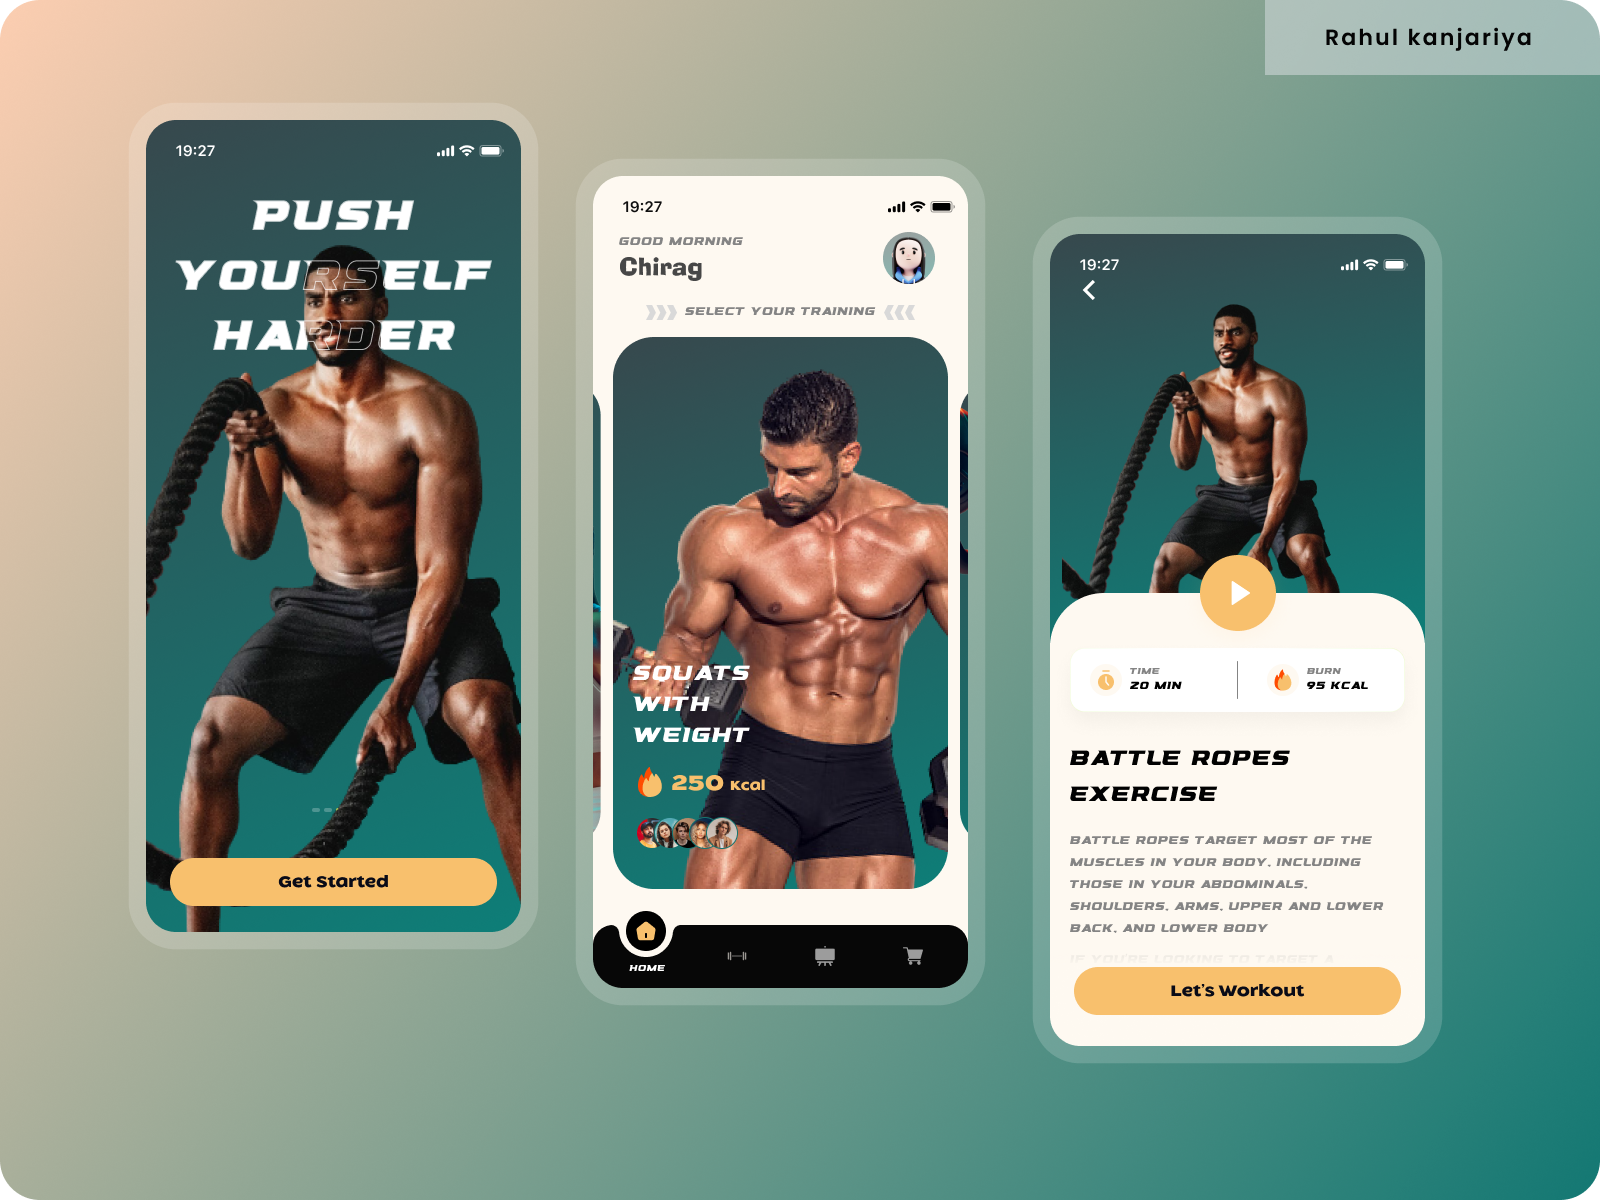 Rahul kanjariya
19:27
PUSH
YOURSELF
HARDER
Get Started
19:27
GOOD MORNING
Chirag
SELECT YOUR TRAINING
SQUATS
WITH
WEIGHT
250 Kcal
HOME
19:27
TIME
20 MIN
BURN
95 KCAL
BATTLE ROPES
EXERCISE
BATTLE ROPES TARGET MOST OF THE
MUSCLES IN YOUR BODY, INCLUDING
THOSE IN YOUR ABDOMINALS,
SHOULDERS, ARMS, UPPER AND LOWER
BACK, AND LOWER BODY
IF YOU'RE LOOKING TO TARGET A
Let's Workout